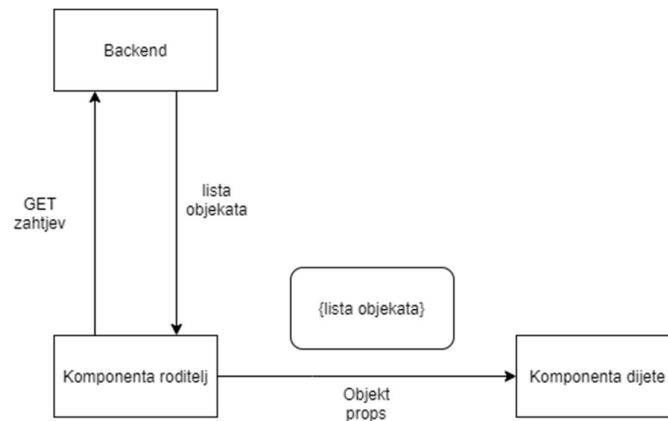 Backend
GET
zahtjev
lista
objekata
{lista objekata}
Komponenta roditelj
Komponenta dijete
Objekt
props